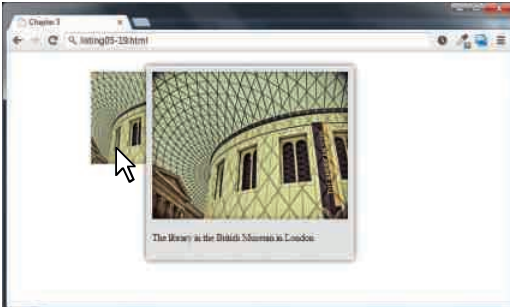 Chapter 3
listing05-19.html
The library in the British Museum in London